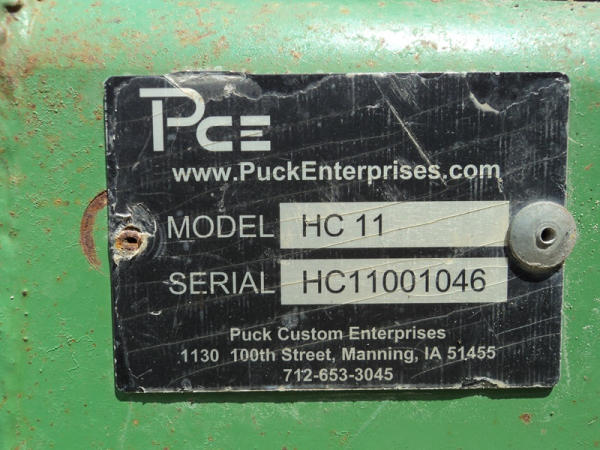 PCE
www.PuckEnterprises.com
MODEL HC 11
SERIAL HC11001046
Puck Custom Enterprises
1130 100th Street, Manning, IA 51455
712-653-3045